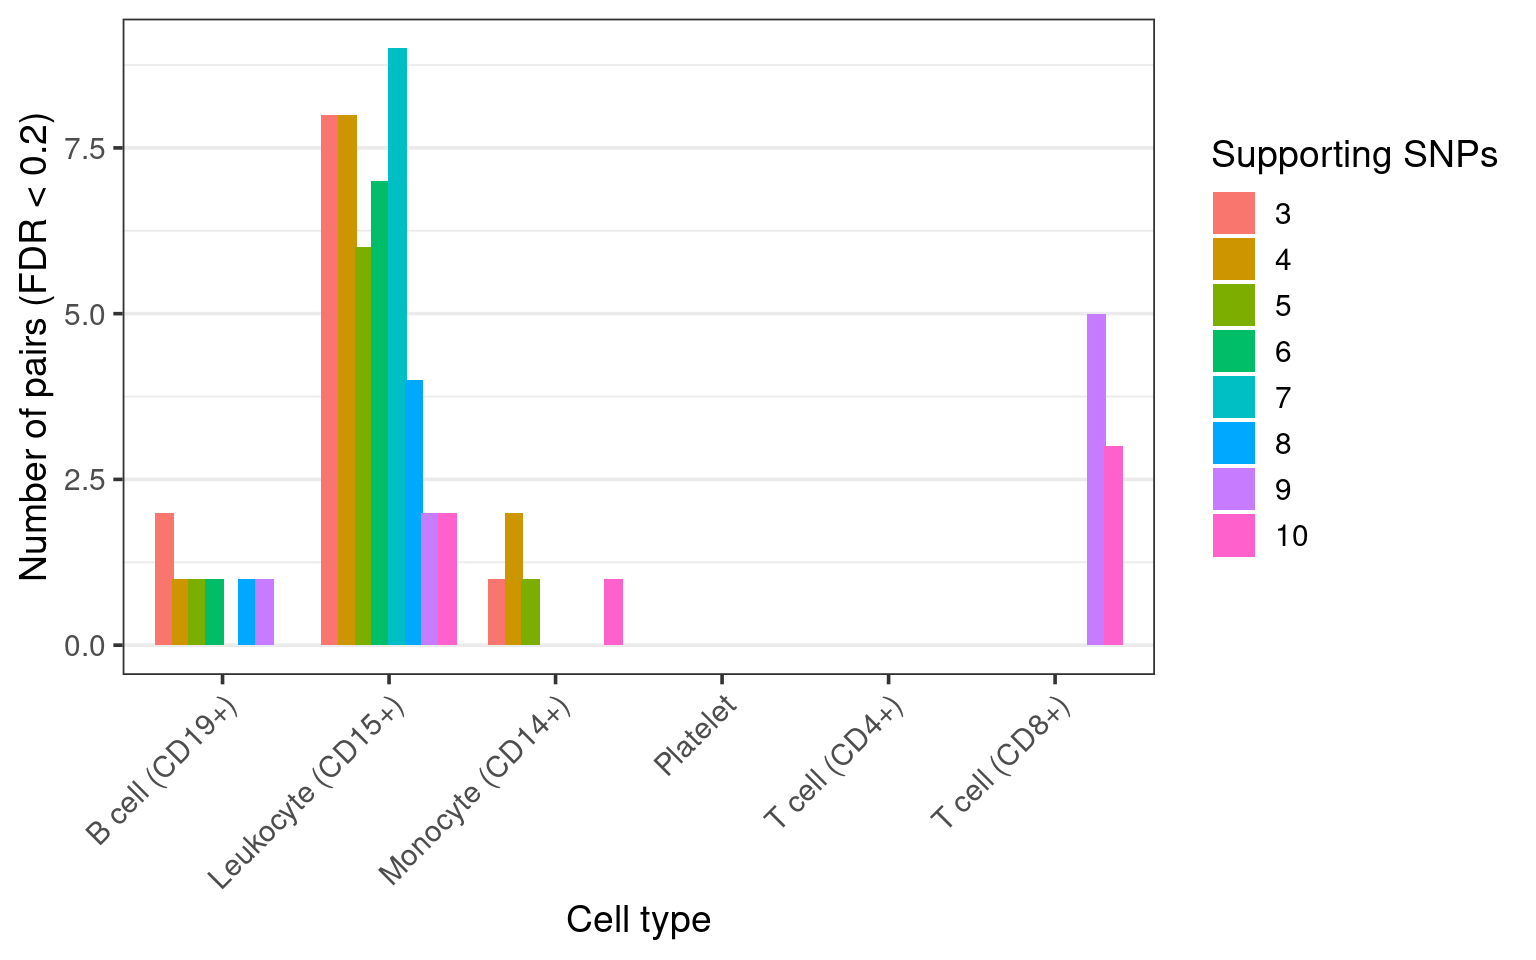 Number of pairs (FDR < 0.2)
7.5
5.0
2.5
0.0
B cell (CD19+)
Leukocyte (CD15+)
Monocyte (CD14+)
Platelet
T cell (CD4+)
T cell (CD8+)
Cell type
Supporting SNPs
3
4
5
6
7
8
9
10